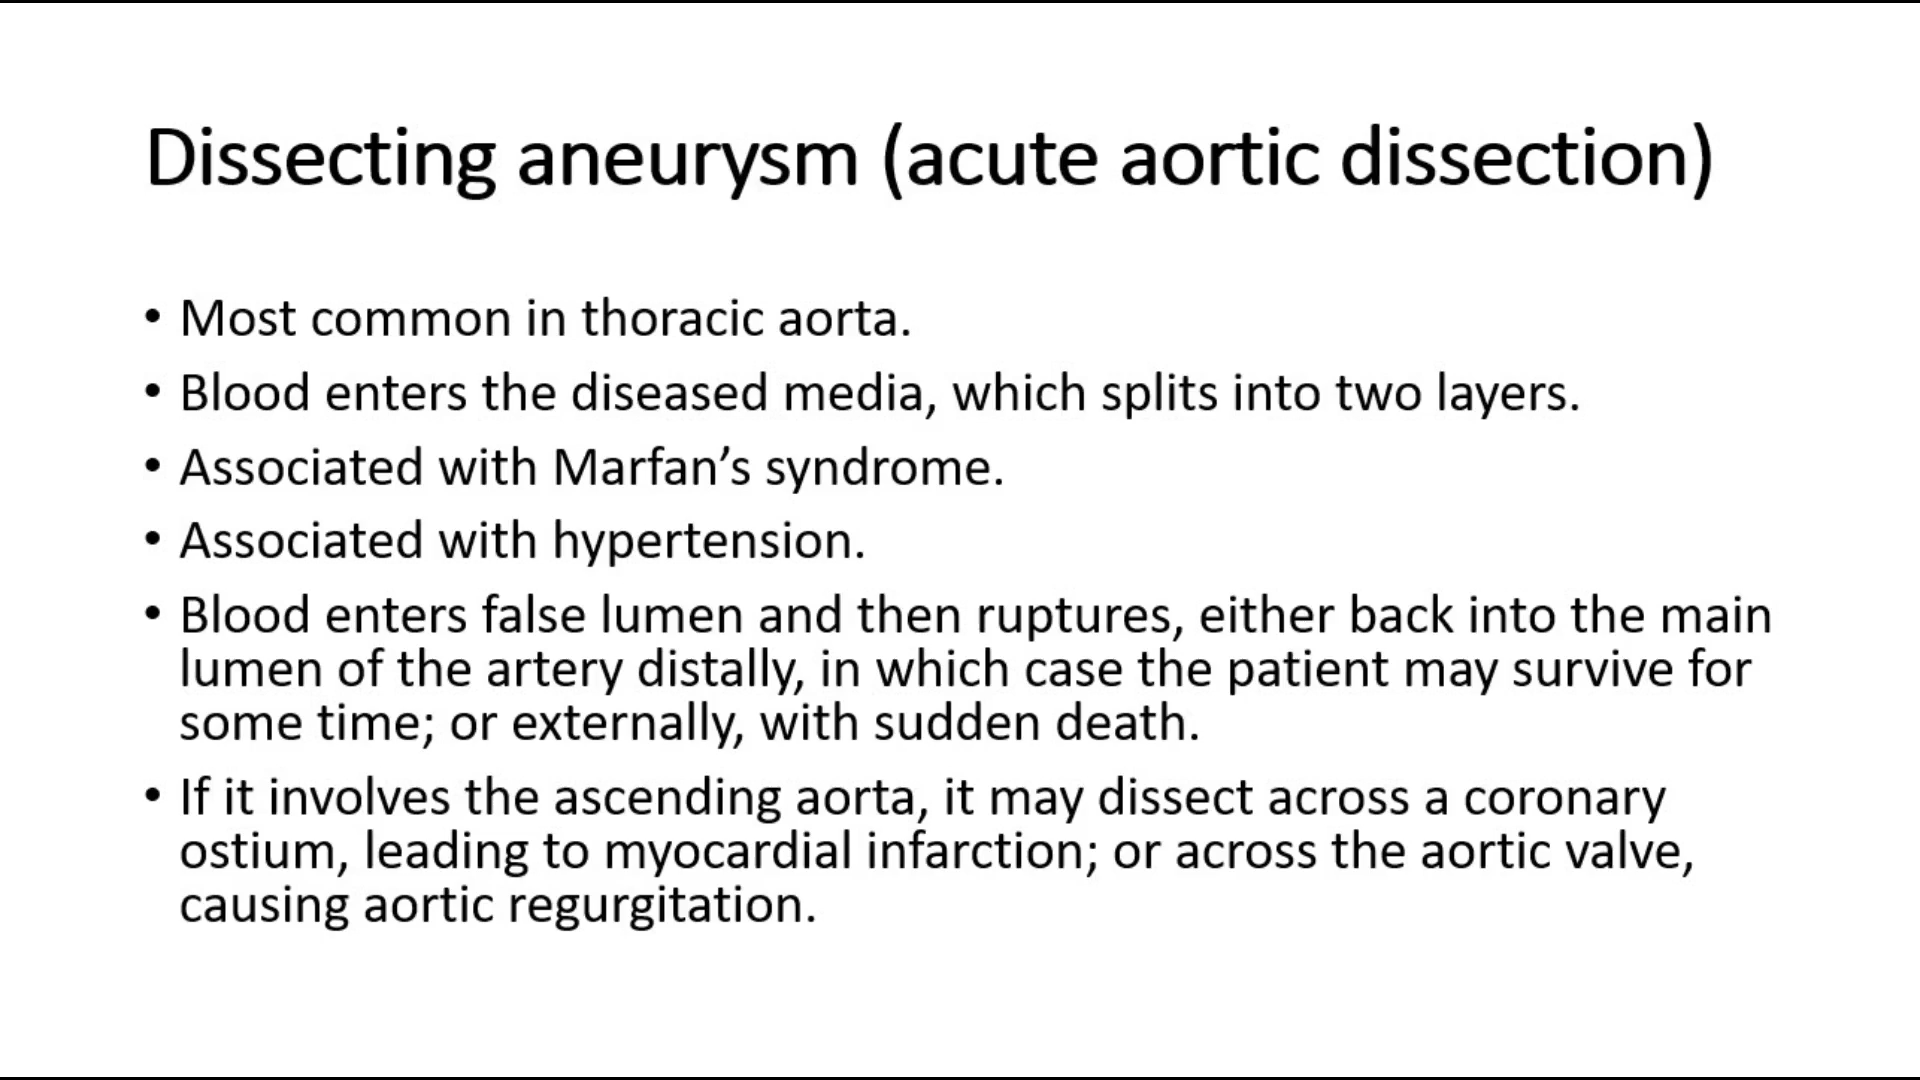 Dissecting aneurysm (acute aortic dissection)
• Most common in thoracic aorta.
• Blood enters the diseased media, which splits into two layers.
• Associated with Marfan’s syndrome.
• Associated with hypertension.
• Blood enters false lumen and then ruptures, either back into the main
lumen of the artery distally, in which case the patient may survive for
some time; or externally, with sudden death.
• If it involves the ascending aorta, it may dissect across a coronary
ostium, leading to myocardial infarction; or across the aortic valve,
causing aortic regurgitation.